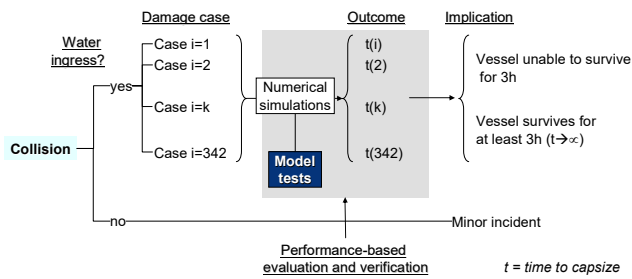 Damage case
Outcome
Implication
Water
ingress?
yes
Case i=1
Case i=2
Case i=k
Case i=342
Numerical
simulations
Model
tests
t(i)
t(2)
t(k)
t(342)
Vessel unable to survive
for 3h
Vessel survives for
at least 3h (t→∝)
Collision
no
Minor incident
Performance-based
evaluation and verification
t = time to capsize